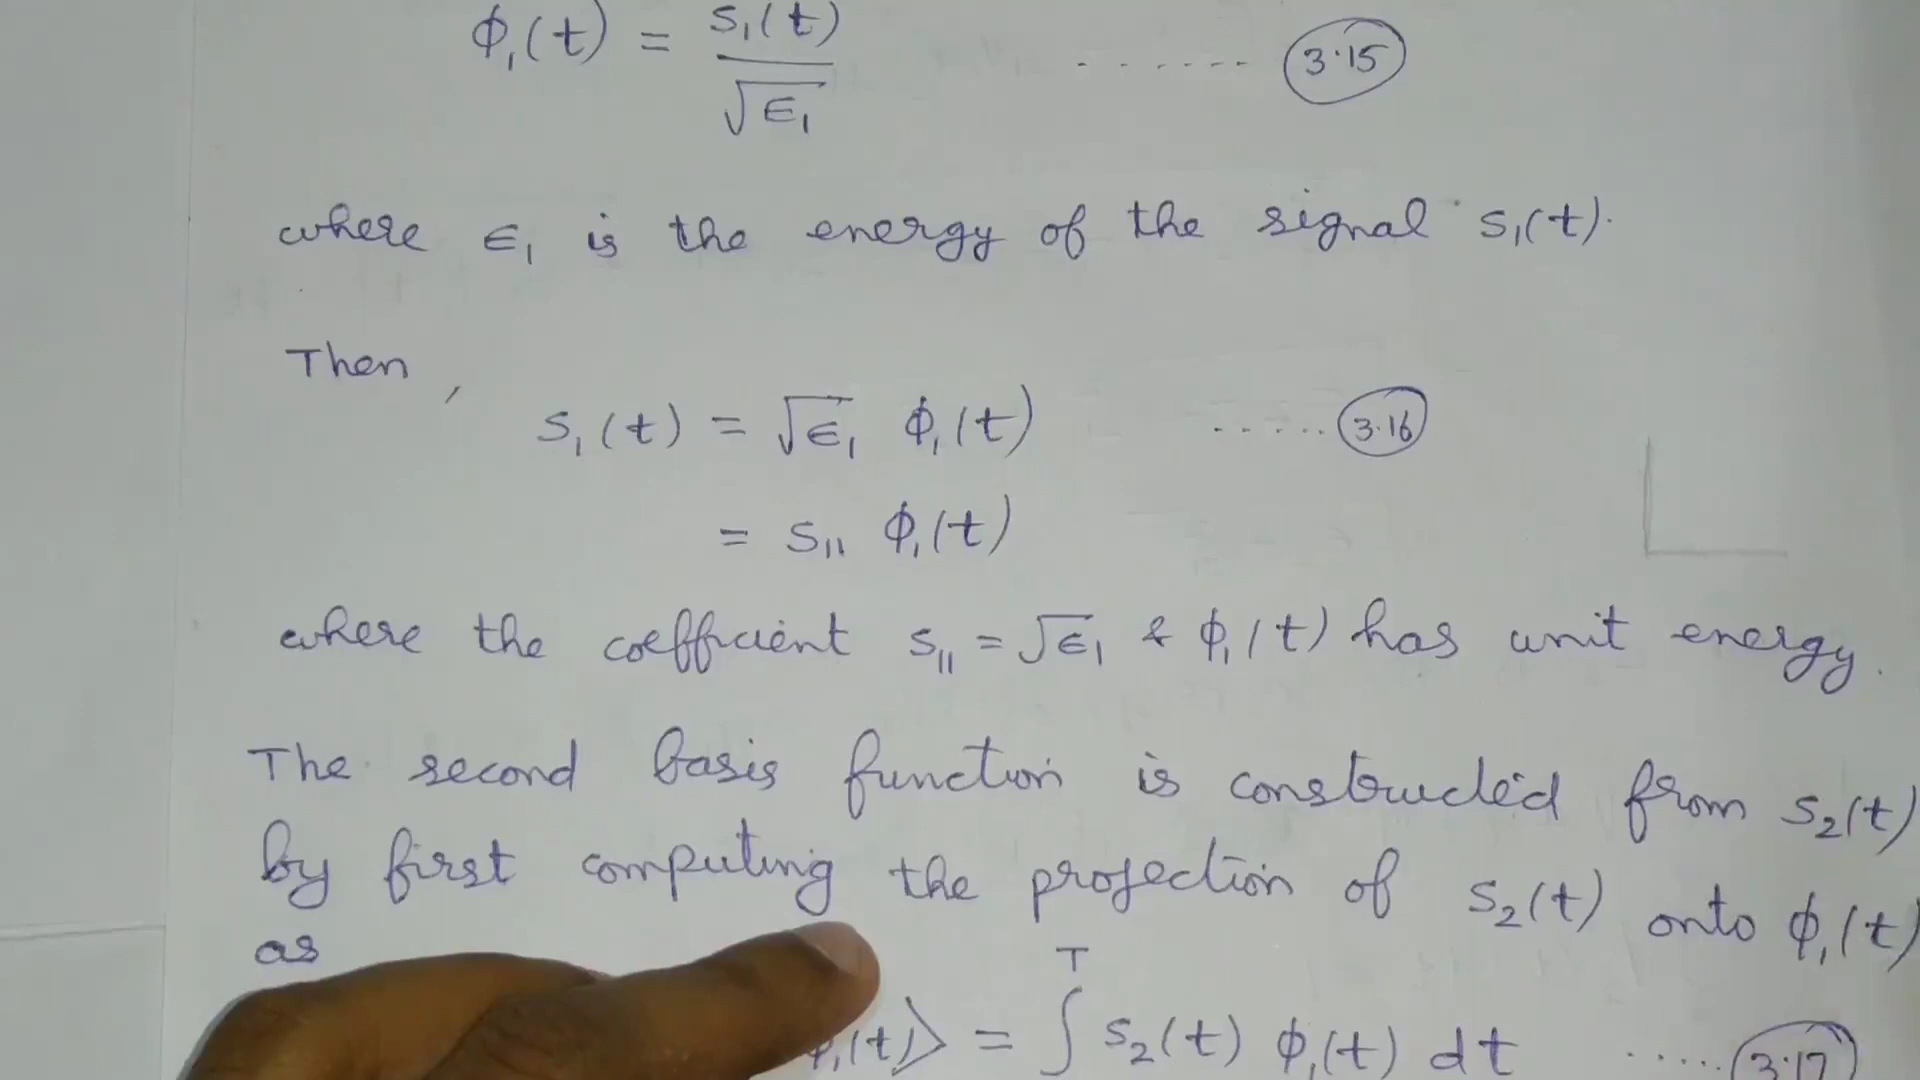 ϕ₁(t) = s₁(t) / √E₁ ...... 3.15
where E₁ is the energy of the signal s₁(t).
Then,
s₁(t) = √E₁ ϕ₁(t) ..... 3.16
= s₁₁ ϕ₁(t)
where the coefficient s₁₁ = √E₁ & ϕ₁(t) has unit energy.
The second basis function is constructed from s₂(t)
by first computing the projection of s₂(t) onto ϕ₁(t)
as
ϕ₁(t)> = ∫ᵀ s₂(t) ϕ₁(t) dt ..... 3.17